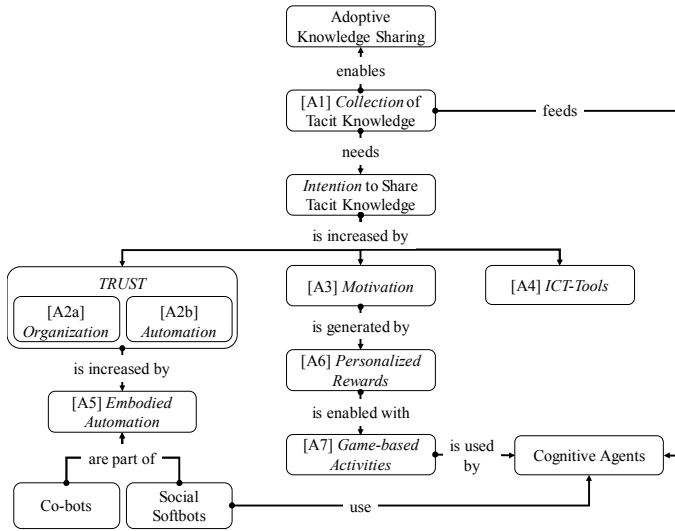 Adoptive
Knowledge Sharing
enables
[A1] Collection of
Tacit Knowledge
feeds
needs
Intention to Share
Tacit Knowledge
is increased by
TRUST
[A2a]
Organization
[A2b]
Automation
[A3] Motivation
[A4] ICT-Tools
is generated by
is increased by
[A6] Personalized
Rewards
[A5] Embodied
Automation
is enabled with
are part of
[A7] Game-based
Activities
is used
by
Cognitive Agents
Co-bots
Social
Softbots
use